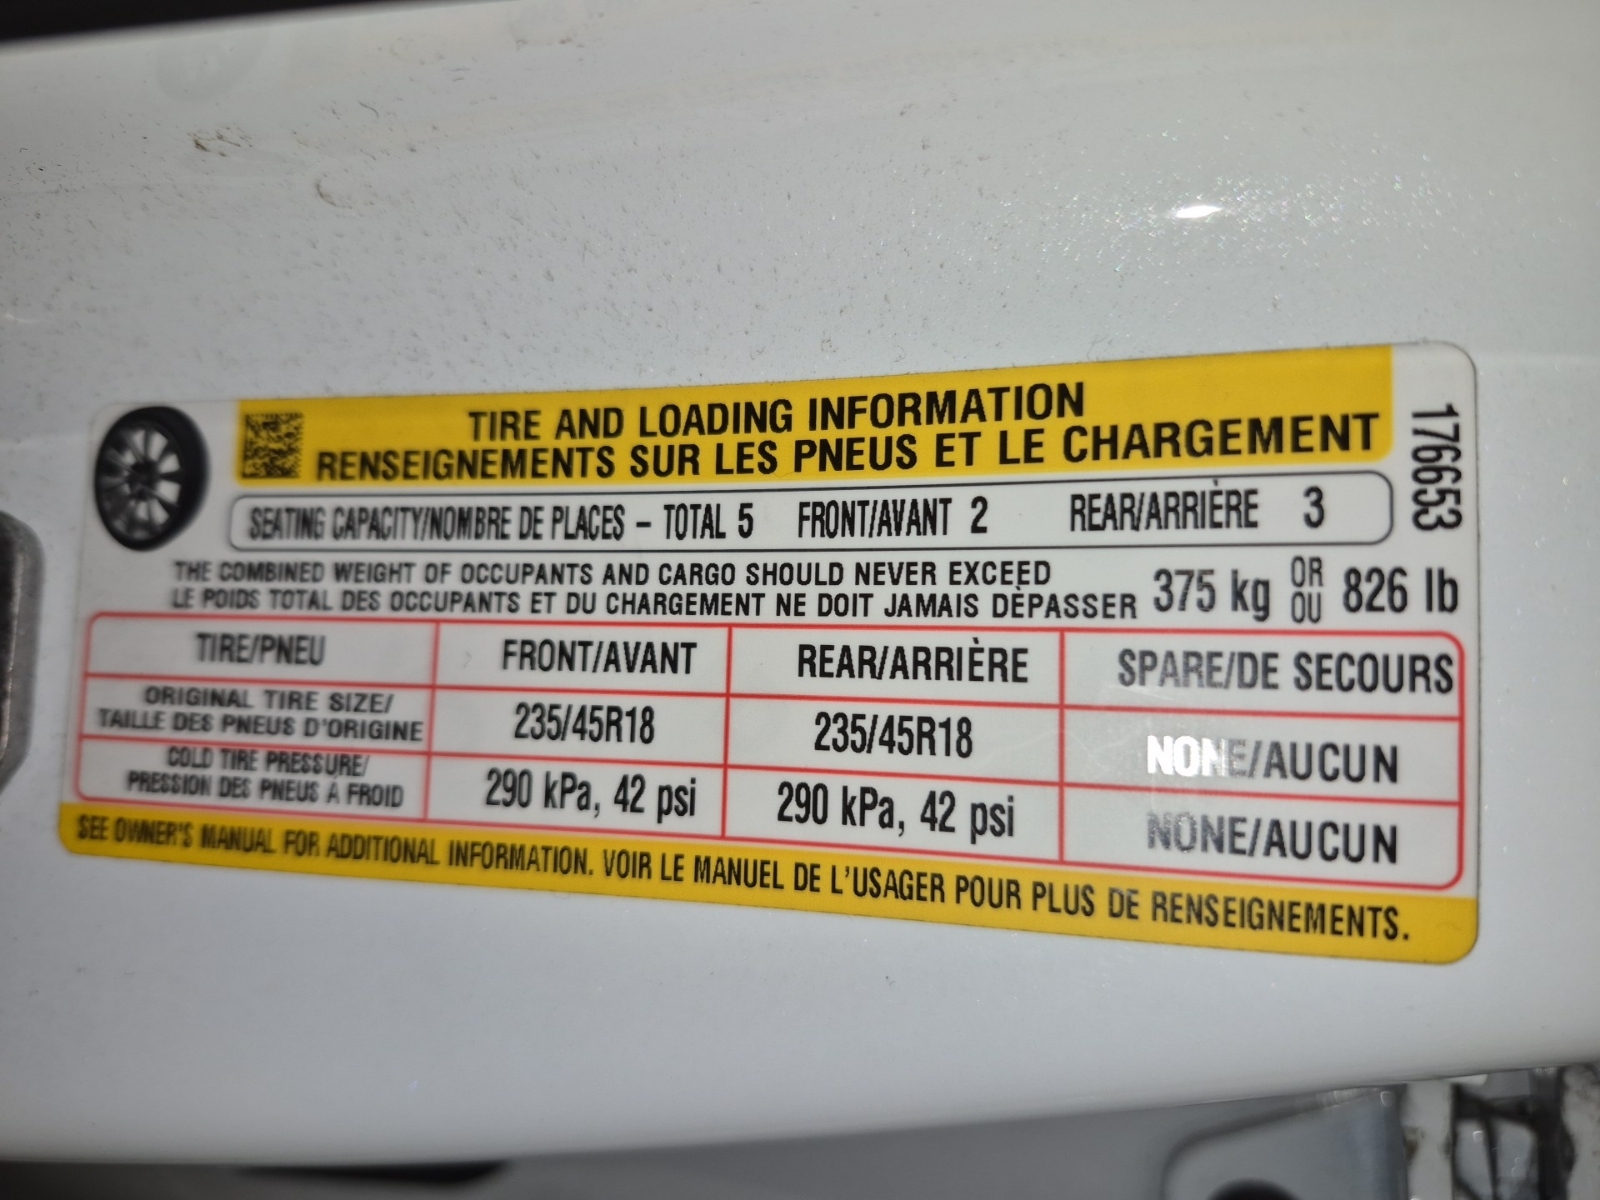 TIRE AND LOADING INFORMATION
RENSEIGNEMENTS SUR LES PNEUS ET LE CHARGEMENT
176653
SEATING CAPACITY/NOMBRE DE PLACES – TOTAL 5 FRONT/AVANT 2 REAR/ARRIÈRE 3
THE COMBINED WEIGHT OF OCCUPANTS AND CARGO SHOULD NEVER EXCEED
LE POIDS TOTAL DES OCCUPANTS ET DU CHARGEMENT NE DOIT JAMAIS DÈPASSER
375 kg OR OU 826 lb
TIRE/PNEU FRONT/AVANT REAR/ARRIÈRE SPARE/DE SECOURS
ORIGINAL TIRE SIZE/
TAILLE DES PNEUS D'ORIGINE 235/45R18 235/45R18 NONE/AUCUN
COLD TIRE PRESSURE/
PRESSION DES PNEUS À FROID 290 kPa, 42 psi 290 kPa, 42 psi NONE/AUCUN
SEE OWNER'S MANUAL FOR ADDITIONAL INFORMATION. VOIR LE MANUEL DE L'USAGER POUR PLUS DE RENSEIGNEMENTS.